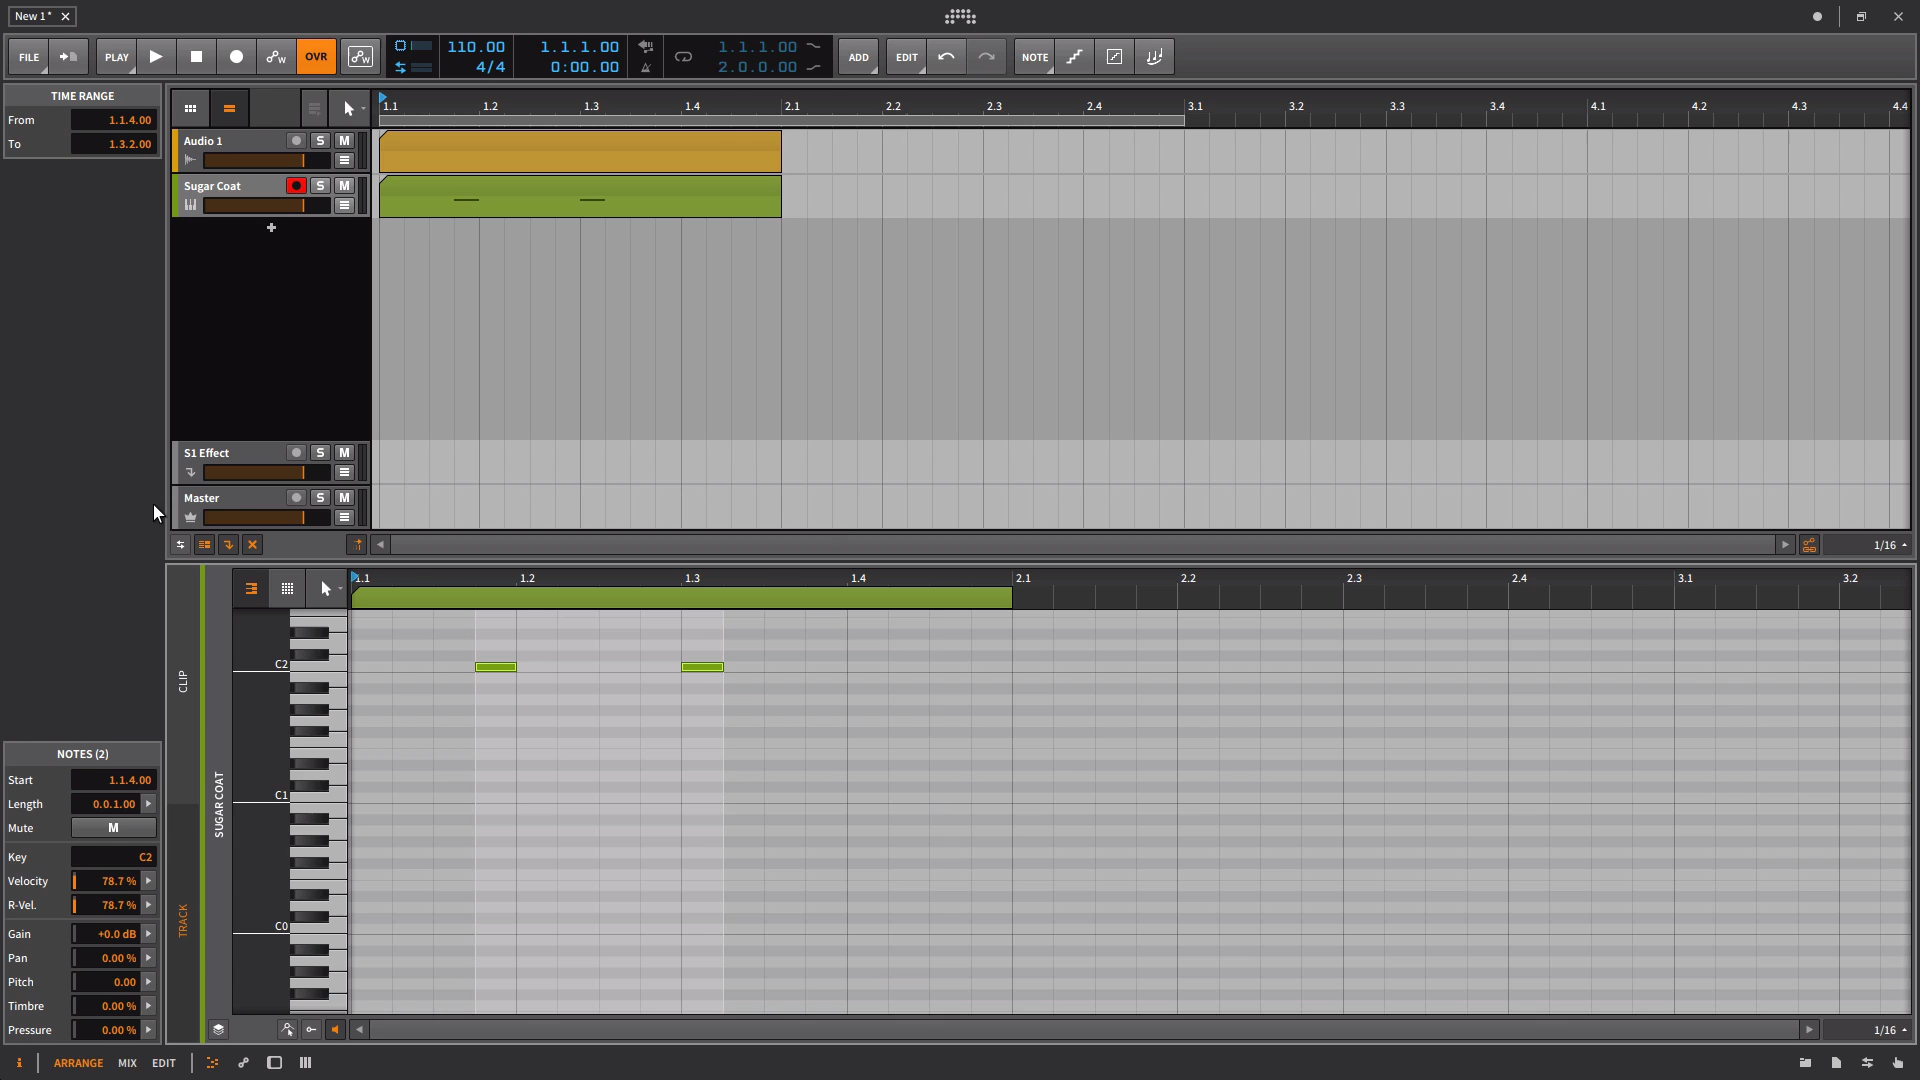 New 1*
FILE PLAY OVR 110.00 4/4 1.1.1.00 0:00.00 1.1.1.00 2.0.0.00 ADD EDIT NOTE
TIME RANGE
From 1.1.4.00
To 1.3.2.00
1.1 1.2 1.3 1.4 2.1 2.2 2.3 2.4 3.1 3.2 3.3 3.4 4.1 4.2 4.3 4.4
Audio 1 S M
Sugar Coat S M
S1 Effect S M
Master S M
1/16
CLIP
TRACK
SUGAR COAT
1.1 1.2 1.3 1.4 2.1 2.2 2.3 2.4 3.1 3.2
C2
C1
C0
NOTES (2)
Start 1.1.4.00
Length 0.0.1.00
Mute M
Key C2
Velocity 78.7 %
R-Vel. 78.7 %
Gain +0.0 dB
Pan 0.00 %
Pitch 0.00
Timbre 0.00 %
Pressure 0.00 %
1/16
i ARRANGE MIX EDIT